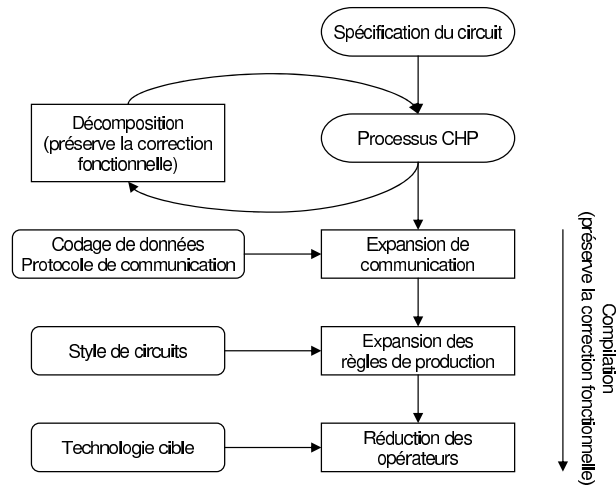 Spécification du circuit
Décomposition
(préserve la correction
fonctionnelle)
Processus CHP
Codage de données
Protocole de communication
Expansion de
communication
Style de circuits
Expansion des
règles de production
Technologie cible
Réduction des
opérateurs
Compilation
(préserve la correction fonctionnelle)